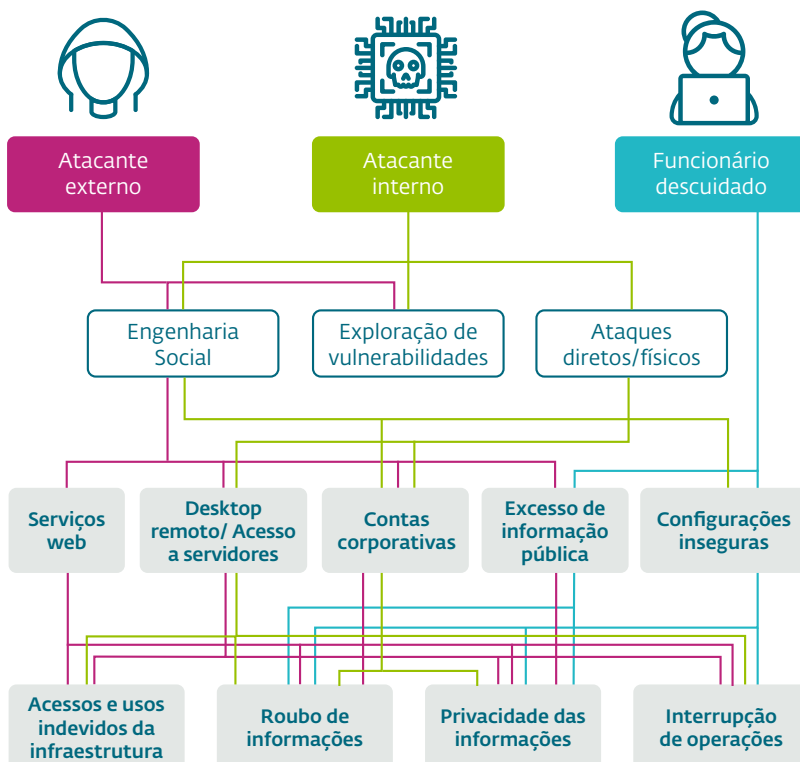 Atacante
externo
Atacante
interno
Funcionário
descuidado
Engenharia
Social
Exploração de
vulnerabilidades
Ataques
diretos/físicos
Serviços
web
Desktop
remoto/ Acesso
a servidores
Contas
corporativas
Excesso de
informação
pública
Configurações
inseguras
Acessos e usos
indevidos da
infraestrutura
Roubo de
informações
Privacidade das
informações
Interrupção
de operações